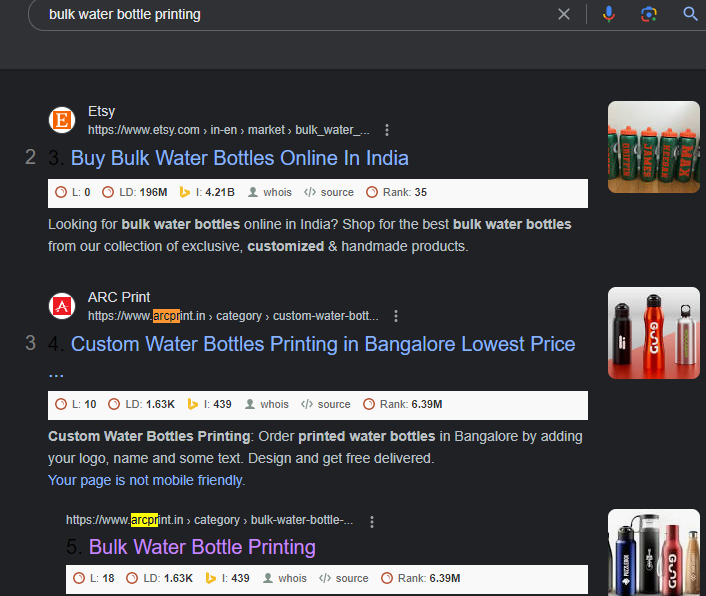 bulk water bottle printing
Etsy
https://www.etsy.com › in-en › market › bulk_water_...
2 3. Buy Bulk Water Bottles Online In India
L: 0 LD: 196M I: 4.21B whois </> source Rank: 35
Looking for bulk water bottles online in India? Shop for the best bulk water bottles
from our collection of exclusive, customized & handmade products.
GRIFFIN JAMES KEEGAN MAX
ARC Print
https://www.arcprint.in › category › custom-water-bott...
3 4. Custom Water Bottles Printing in Bangalore Lowest Price
...
L: 10 LD: 1.63K I: 439 whois </> source Rank: 6.39M
Custom Water Bottles Printing: Order printed water bottles in Bangalore by adding
your logo, name and some text. Design and get free delivered.
Your page is not mobile friendly.
https://www.arcprint.in › category › bulk-water-bottle-...
5. Bulk Water Bottle Printing
L: 18 LD: 1.63K I: 439 whois </> source Rank: 6.39M